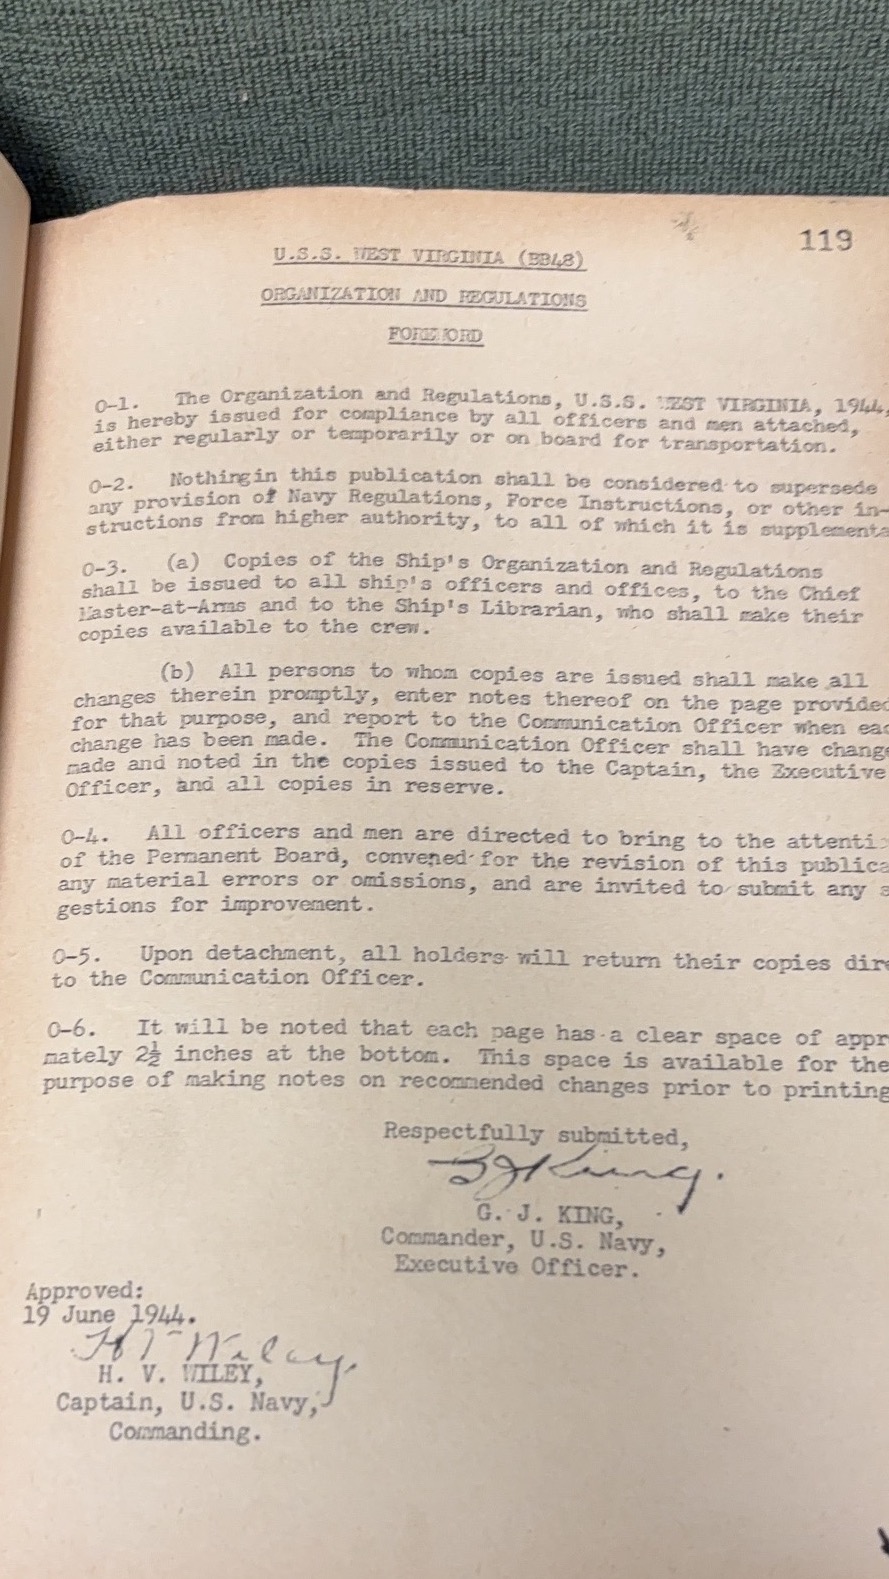 119
U.S.S. WEST VIRGINIA (BB48)
ORGANIZATION AND REGULATIONS
FOREWORD
0-1. The Organization and Regulations, U.S.S. WEST VIRGINIA, 1944,
is hereby issued for compliance by all officers and men attached,
either regularly or temporarily or on board for transportation.
0-2. Nothing in this publication shall be considered to supersede
any provision of Navy Regulations, Force Instructions, or other in-
structions from higher authority, to all of which it is supplementa
0-3. (a) Copies of the Ship's Organization and Regulations
shall be issued to all ship's officers and offices, to the Chief
Master-at-Arms and to the Ship's Librarian, who shall make their
copies available to the crew.
(b) All persons to whom copies are issued shall make all
changes therein promptly, enter notes thereof on the page provided
for that purpose, and report to the Communication Officer when eac
change has been made. The Communication Officer shall have change
made and noted in the copies issued to the Captain, the Executive
Officer, and all copies in reserve.
0-4. All officers and men are directed to bring to the attenti
of the Permanent Board, convened for the revision of this publica
any material errors or omissions, and are invited to submit any s
gestions for improvement.
0-5. Upon detachment, all holders will return their copies dire
to the Communication Officer.
0-6. It will be noted that each page has a clear space of appr
mately 2½ inches at the bottom. This space is available for the
purpose of making notes on recommended changes prior to printing
Respectfully submitted,
G J King.
G. J. KING,
Commander, U.S. Navy,
Executive Officer.
Approved:
19 June 1944.
H V Wiley
H. V. WILEY,
Captain, U.S. Navy,
Commanding.